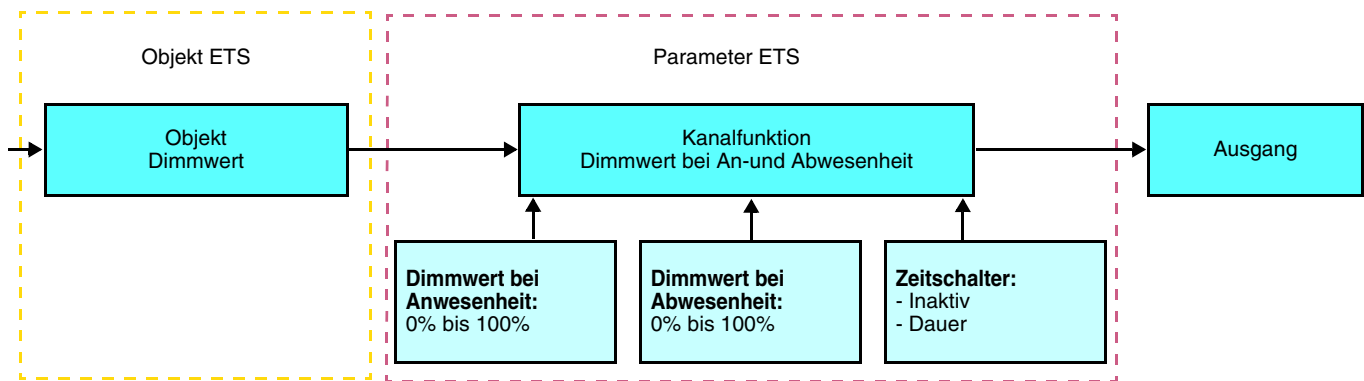 Objekt ETS
Parameter ETS
Objekt
Dimmwert
Kanalfunktion
Dimmwert bei An-und Abwesenheit
Ausgang
Dimmwert bei
Anwesenheit:
0% bis 100%
Dimmwert bei
Abwesenheit:
0% bis 100%
Zeitschalter:
- Inaktiv
- Dauer